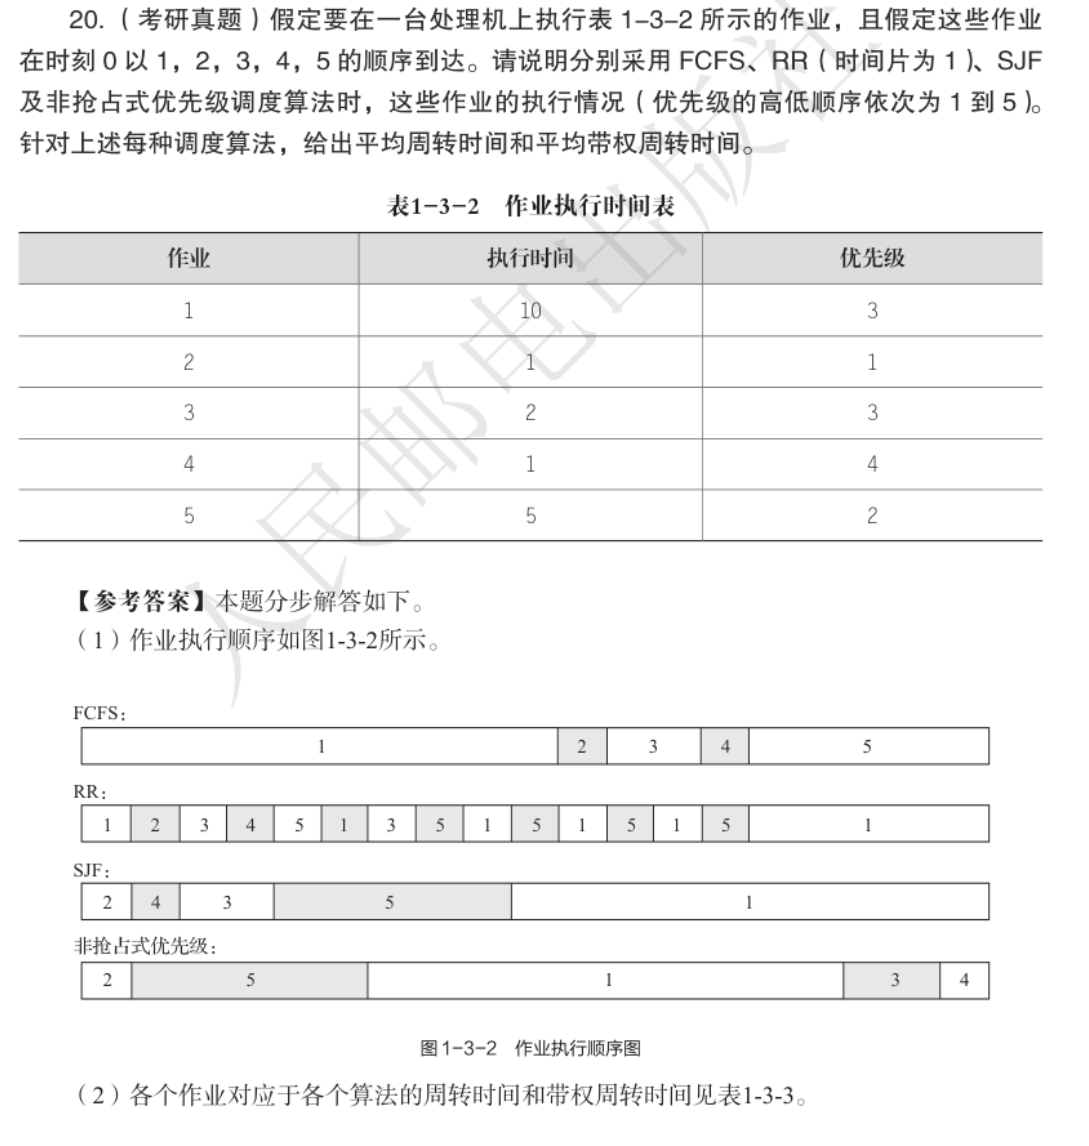 20.（考研真题）假定要在一台处理机上执行表 1-3-2 所示的作业，且假定这些作业
在时刻 0 以 1，2，3，4，5 的顺序到达。请说明分别采用 FCFS、RR（时间片为 1）、SJF
及非抢占式优先级调度算法时，这些作业的执行情况（优先级的高低顺序依次为 1 到 5）。
针对上述每种调度算法，给出平均周转时间和平均带权周转时间。
表1-3-2 作业执行时间表
作业 执行时间 优先级
1 10 3
2 1 1
3 2 3
4 1 4
5 5 2
【参考答案】本题分步解答如下。
（1）作业执行顺序如图1-3-2所示。
FCFS：
1 2 3 4 5
RR：
1 2 3 4 5 1 3 5 1 5 1 5 1 5 1
SJF：
2 4 3 5 1
非抢占式优先级：
2 5 1 3 4
图1-3-2 作业执行顺序图
（2）各个作业对应于各个算法的周转时间和带权周转时间见表1-3-3。
人民邮电出版社